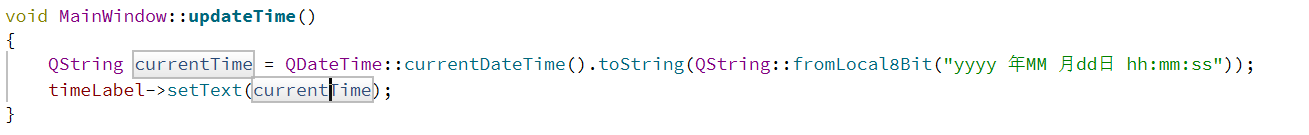 void MainWindow::updateTime()
{
    QString currentTime = QDateTime::currentDateTime().toString(QString::fromLocal8Bit("yyyy 年MM 月dd日 hh:mm:ss"));
    timeLabel->setText(currentTime);
}